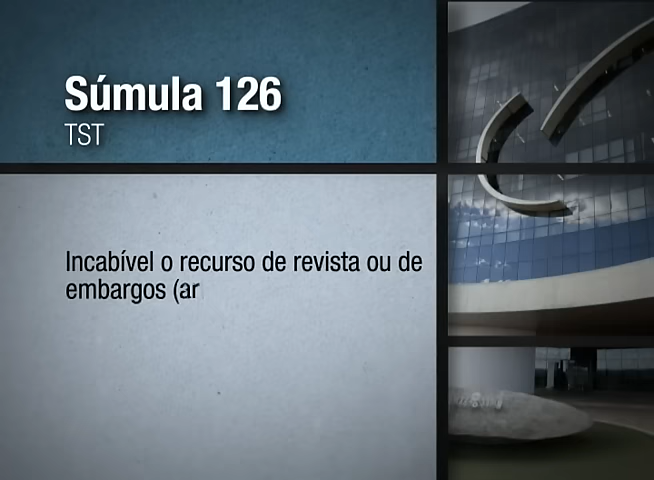 Súmula 126
TST
Incabível o recurso de revista ou de
embargos (ar